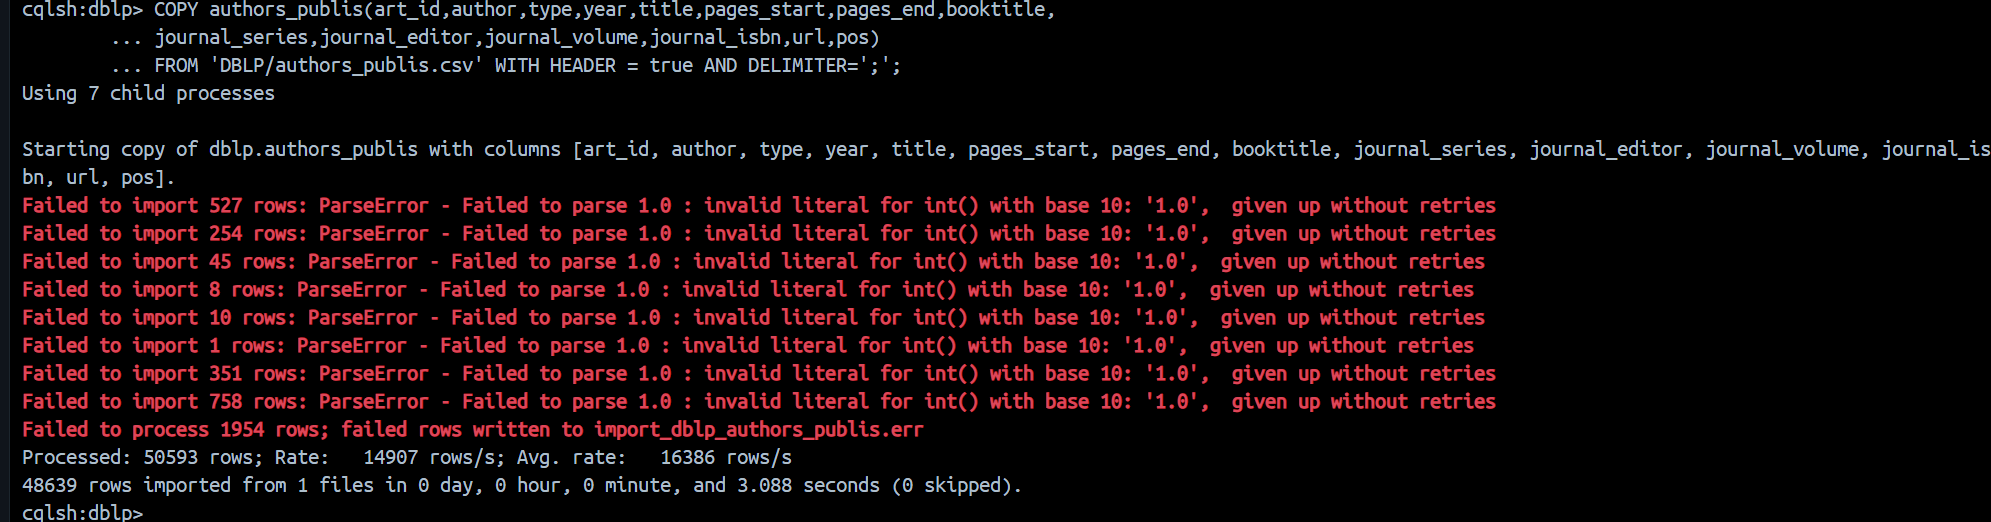 cqlsh:dblp> COPY authors_publis(art_id,author,type,year,title,pages_start,pages_end,booktitle,
... journal_series,journal_editor,journal_volume,journal_isbn,url,pos)
... FROM 'DBLP/authors_publis.csv' WITH HEADER = true AND DELIMITER=';';
Using 7 child processes
Starting copy of dblp.authors_publis with columns [art_id, author, type, year, title, pages_start, pages_end, booktitle, journal_series, journal_editor, journal_volume, journal_is
bn, url, pos].
Failed to import 527 rows: ParseError - Failed to parse 1.0 : invalid literal for int() with base 10: '1.0',  given up without retries
Failed to import 254 rows: ParseError - Failed to parse 1.0 : invalid literal for int() with base 10: '1.0',  given up without retries
Failed to import 45 rows: ParseError - Failed to parse 1.0 : invalid literal for int() with base 10: '1.0',  given up without retries
Failed to import 8 rows: ParseError - Failed to parse 1.0 : invalid literal for int() with base 10: '1.0',  given up without retries
Failed to import 10 rows: ParseError - Failed to parse 1.0 : invalid literal for int() with base 10: '1.0',  given up without retries
Failed to import 1 rows: ParseError - Failed to parse 1.0 : invalid literal for int() with base 10: '1.0',  given up without retries
Failed to import 351 rows: ParseError - Failed to parse 1.0 : invalid literal for int() with base 10: '1.0',  given up without retries
Failed to import 758 rows: ParseError - Failed to parse 1.0 : invalid literal for int() with base 10: '1.0',  given up without retries
Failed to process 1954 rows; failed rows written to import_dblp_authors_publis.err
Processed: 50593 rows; Rate:   14907 rows/s; Avg. rate:   16386 rows/s
48639 rows imported from 1 files in 0 day, 0 hour, 0 minute, and 3.088 seconds (0 skipped).
cqlsh:dblp>